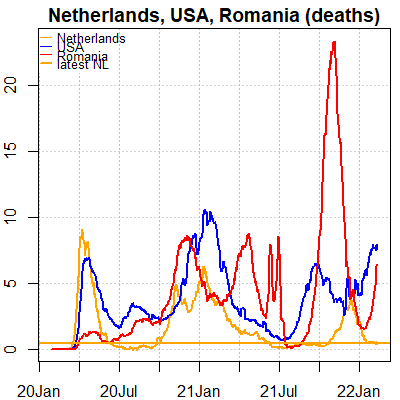 Netherlands, USA, Romania (deaths)
Netherlands
USA
Romania
latest NL
20
15
10
5
0
20Jan 20Jul 21Jan 21Jul 22Jan